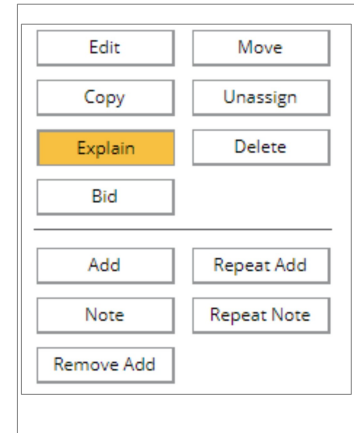 Edit Move
Copy Unassign
Explain Delete
Bid
Add Repeat Add
Note Repeat Note
Remove Add